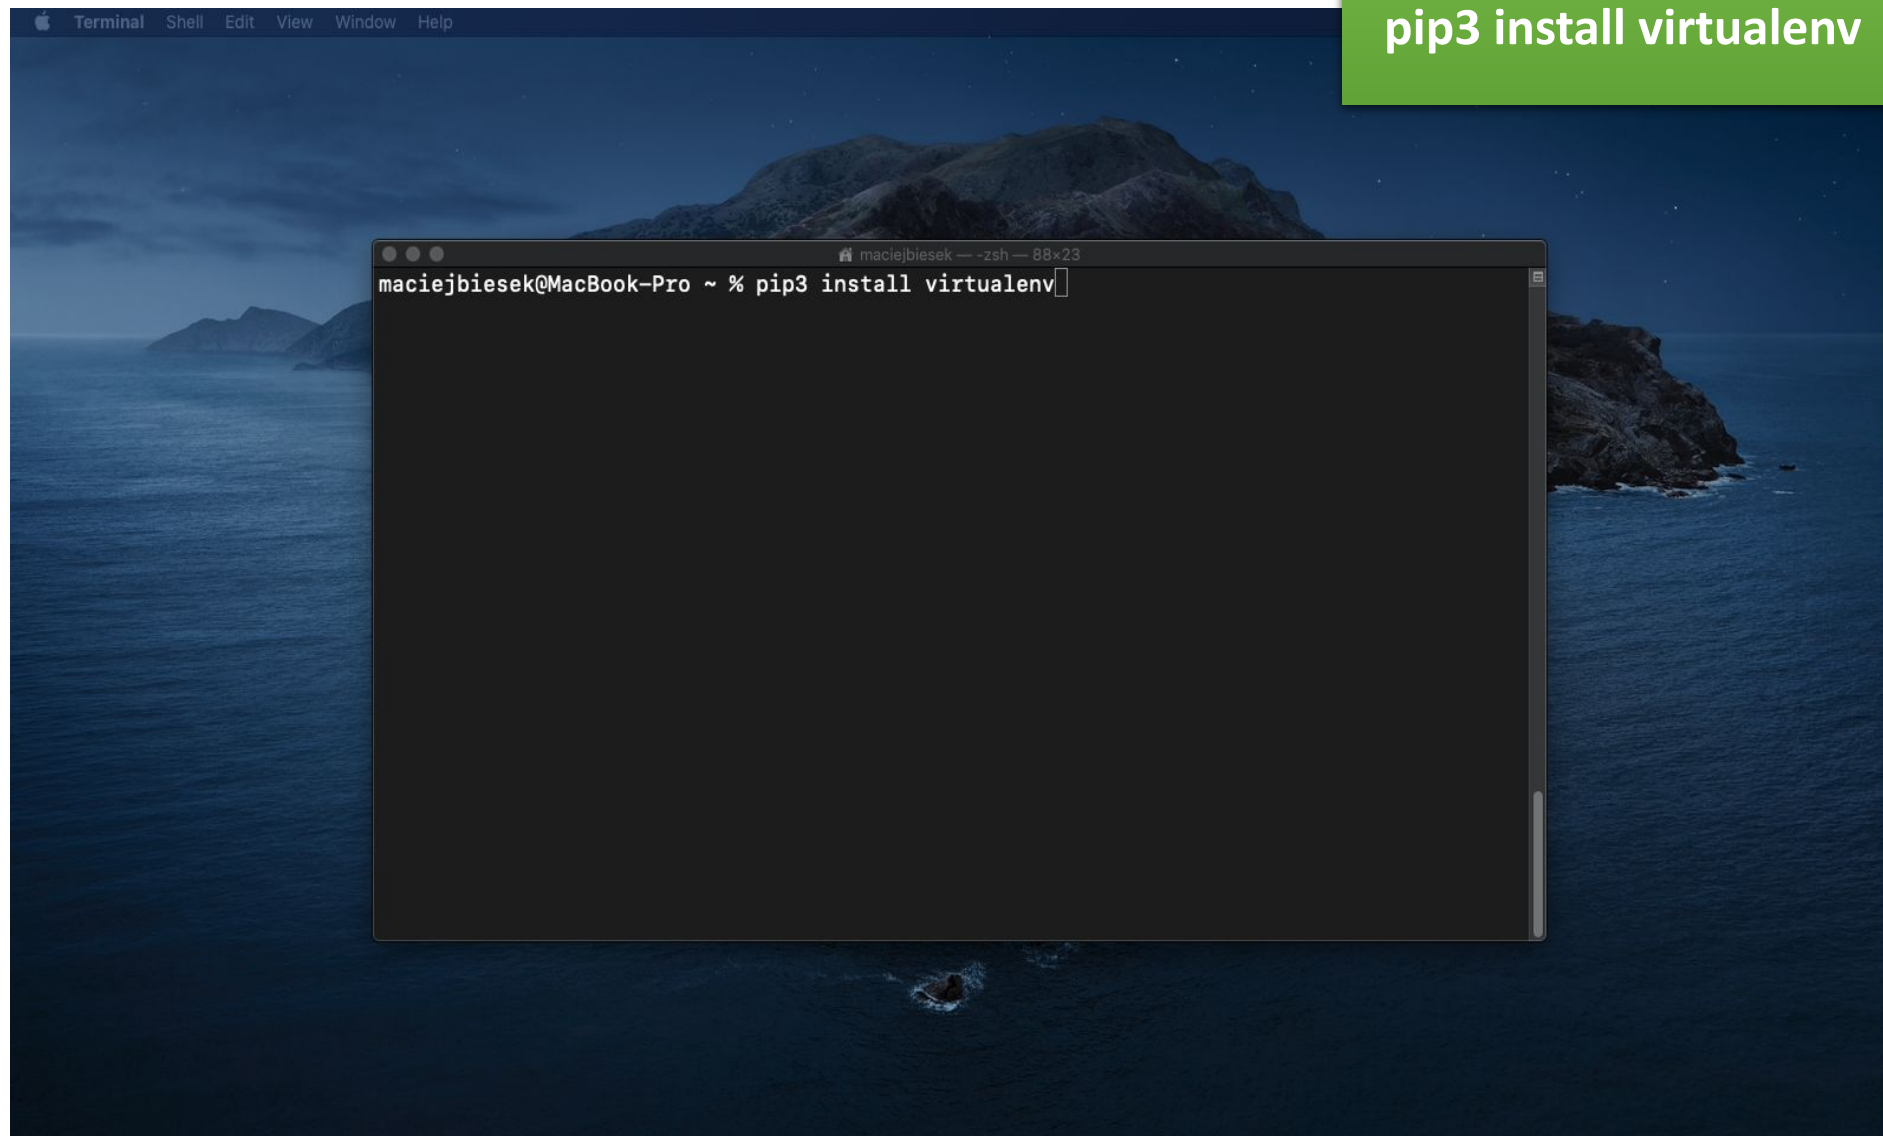 Terminal Shell Edit View Window Help
pip3 install virtualenv
maciejbiesek — -zsh — 88×23
maciejbiesek@MacBook-Pro ~ % pip3 install virtualenv